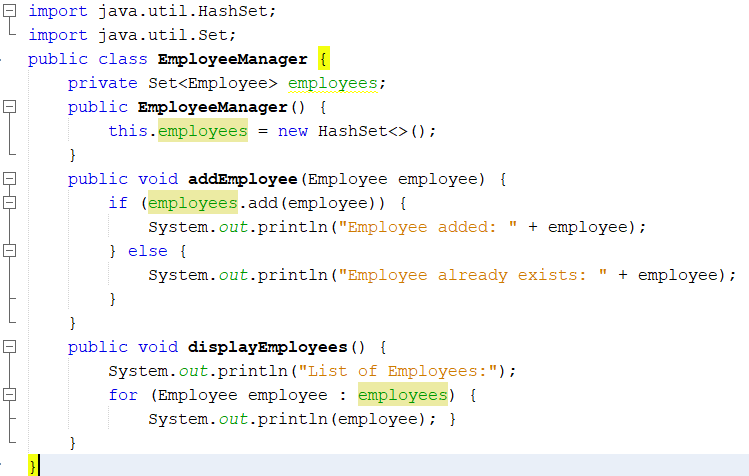 import java.util.HashSet;
import java.util.Set;
public class EmployeeManager {
    private Set<Employee> employees;
    public EmployeeManager() {
        this.employees = new HashSet<>();
    }
    public void addEmployee(Employee employee) {
        if (employees.add(employee)) {
            System.out.println("Employee added: " + employee);
        } else {
            System.out.println("Employee already exists: " + employee);
        }
    }
    public void displayEmployees() {
        System.out.println("List of Employees:");
        for (Employee employee : employees) {
            System.out.println(employee); }
    }
}